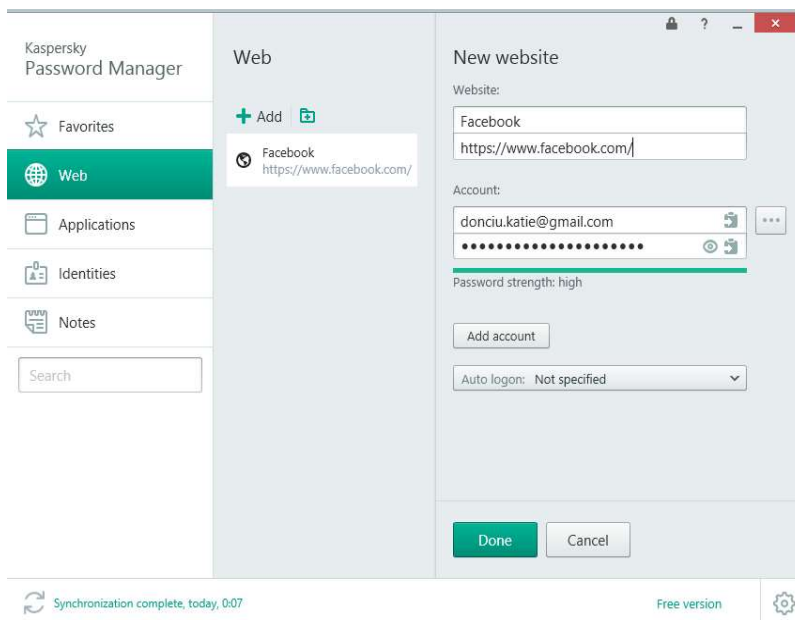 Kaspersky
Password Manager
Favorites
Web
Applications
Identities
Notes
Search
Web
Add
Facebook
https://www.facebook.com/
?
New website
Website:
Facebook
https://www.facebook.com/
Account:
donciu.katie@gmail.com
•••••••••••••••••••••
Password strength: high
Add account
Auto logon: Not specified
Done
Cancel
Synchronization complete, today, 0:07
Free version